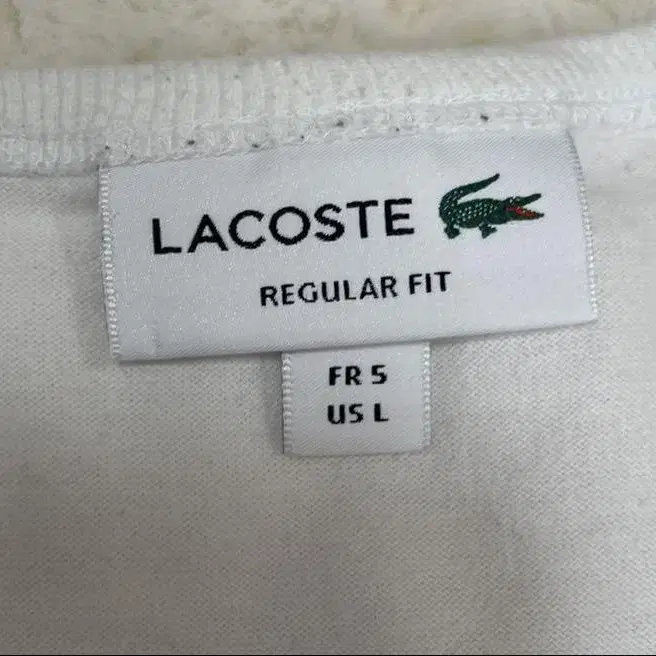 LACOSTE
REGULAR FIT
FR 5
US L